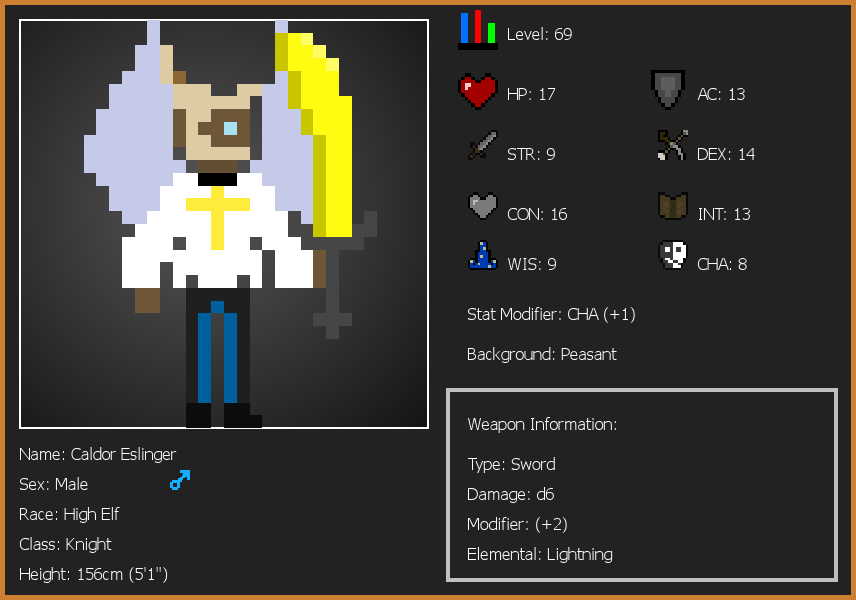 Level: 69
HP: 17
AC: 13
STR: 9
DEX: 14
CON: 16
INT: 13
WIS: 9
CHA: 8
Stat Modifier: CHA (+1)
Background: Peasant
Weapon Information:
Type: Sword
Damage: d6
Modifier: (+2)
Elemental: Lightning
Name: Caldor Eslinger
Sex: Male
Race: High Elf
Class: Knight
Height: 156cm (5'1")